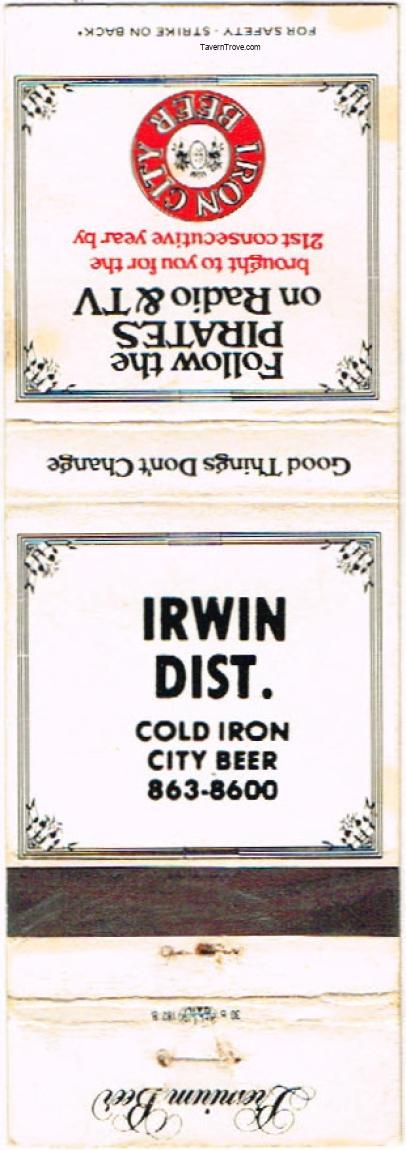 FOR SAFETY - STRIKE ON BACK*
TavernTrove.com
IRON CITY
BEER
Follow the
PIRATES
on Radio & TV
brought to you for the
21st consecutive year by
Good Things Don't Change
IRWIN
DIST.
COLD IRON
CITY BEER
863-8600
Premium Beer